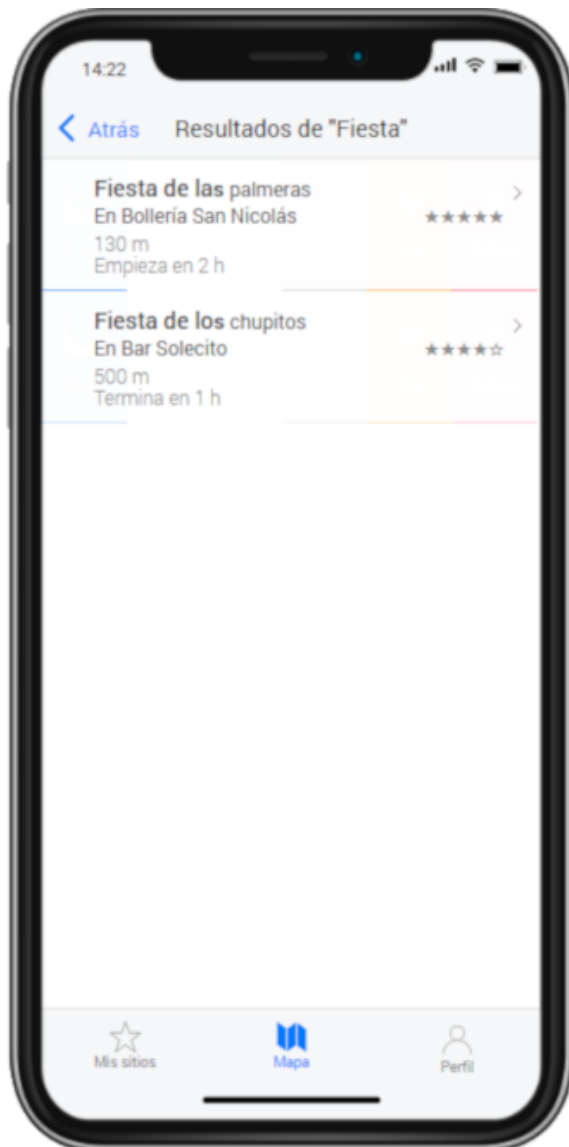 14:22
Atrás Resultados de "Fiesta"
Fiesta de las palmeras
En Bollería San Nicolás ★★★★★
130 m
Empieza en 2 h
Fiesta de los chupitos
En Bar Solecito ★★★★☆
500 m
Termina en 1 h
Mis sitios Mapa Perfil